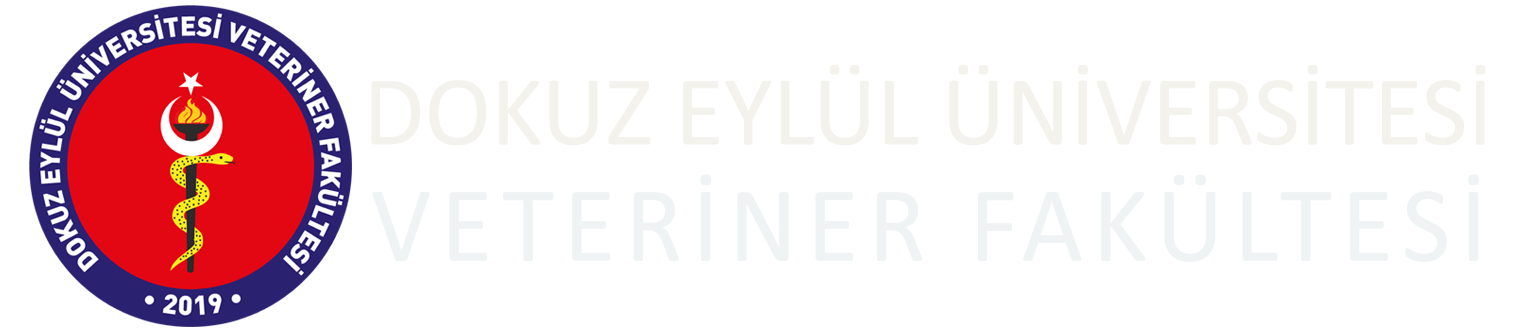 DOKUZ EYLÜL ÜNİVERSİTESİ VETERİNER FAKÜLTESİ
• 2019 •
DOKUZ EYLÜL ÜNİVERSİTESİ
VETERİNER FAKÜLTESİ